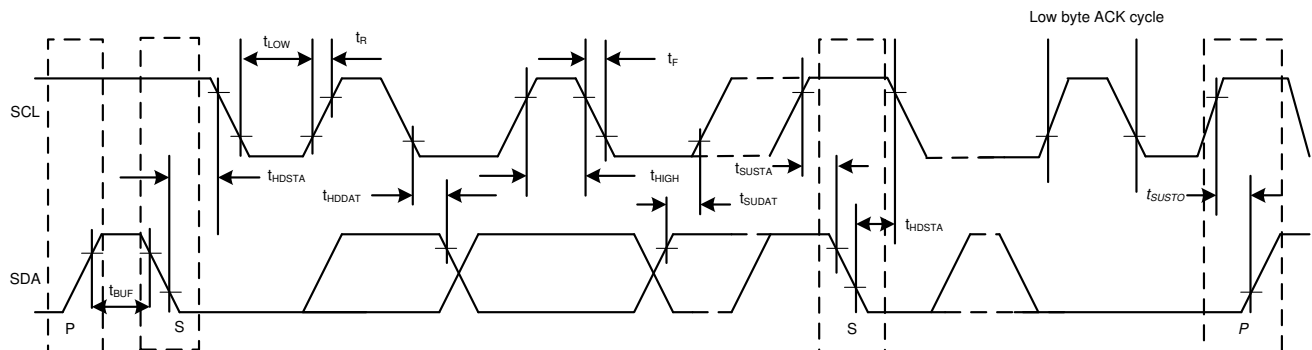 Low byte ACK cycle
tLOW
tR
tF
SCL
tHDSTA
tHDDAT
tHIGH
tSUDAT
tSUSTA
tSUSTO
tHDSTA
SDA
tBUF
P
S
S
P